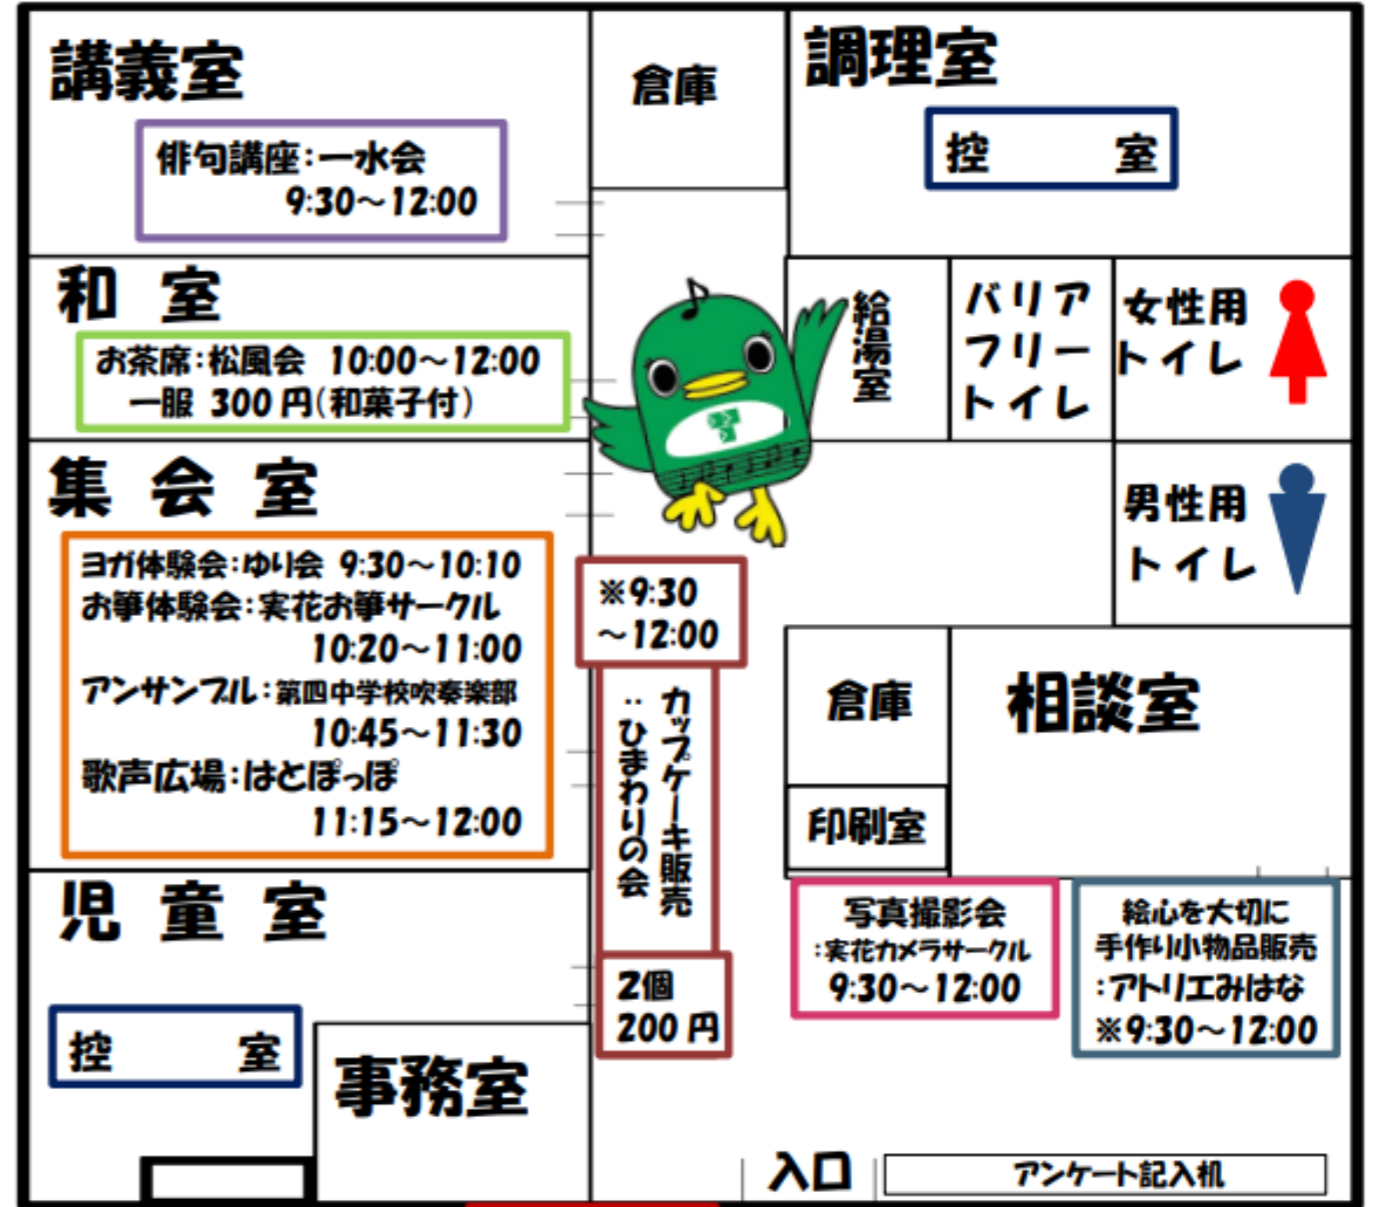 講義室
俳句講座:一水会
9:30～12:00
倉庫
調理室
控 室
和 室
お茶席:松風会 10:00～12:00
一服 300 円(和菓子付)
給湯室
バリア
フリー
トイレ
女性用
トイレ
男性用
トイレ
集 会 室
ヨガ体験会:ゆり会 9:30～10:10
お箏体験会:実花お箏サークル
10:20～11:00
アンサンブル:第四中学校吹奏楽部
10:45～11:30
歌声広場:はとぽっぽ
11:15～12:00
※9:30
～12:00
カップケーキ販売
:ひまわりの会
2個
200 円
倉庫
印刷室
相談室
写真撮影会
:実花カメラサークル
9:30～12:00
絵心を大切に
手作り小物品販売
:アトリエみはな
※9:30～12:00
児 童 室
控 室
事務室
入口
アンケート記入机